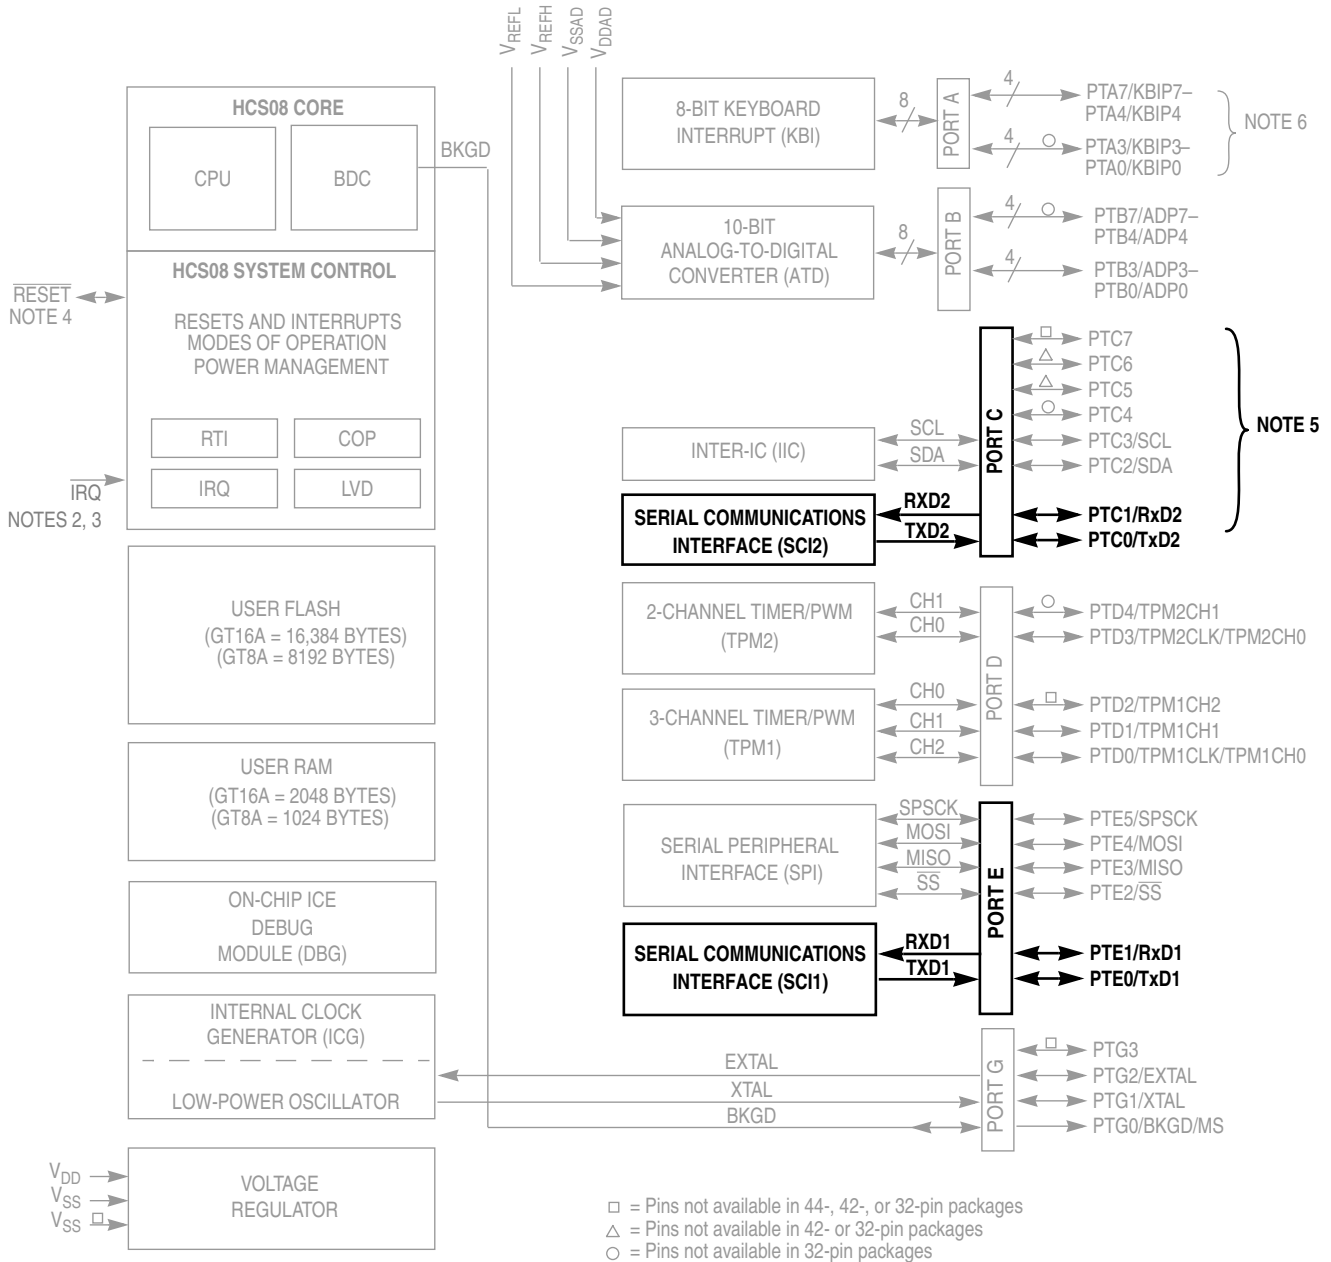 VREFL
VREFH
VSSAD
VDDAD
HCS08 CORE
CPU
BDC
BKGD
HCS08 SYSTEM CONTROL
RESETS AND INTERRUPTS
MODES OF OPERATION
POWER MANAGEMENT
RTI
COP
IRQ
LVD
RESET
NOTE 4
IRQ
NOTES 2, 3
USER FLASH
(GT16A = 16,384 BYTES)
(GT8A = 8192 BYTES)
USER RAM
(GT16A = 2048 BYTES)
(GT8A = 1024 BYTES)
ON-CHIP ICE
DEBUG
MODULE (DBG)
INTERNAL CLOCK
GENERATOR (ICG)
LOW-POWER OSCILLATOR
VDD
VSS
VSS
VOLTAGE
REGULATOR
8-BIT KEYBOARD
INTERRUPT (KBI)
8
PORT A
4
PTA7/KBIP7–
PTA4/KBIP4
4
PTA3/KBIP3–
PTA0/KBIP0
NOTE 6
10-BIT
ANALOG-TO-DIGITAL
CONVERTER (ATD)
8
PORT B
4
PTB7/ADP7–
PTB4/ADP4
4
PTB3/ADP3–
PTB0/ADP0
INTER-IC (IIC)
SCL
SDA
SERIAL COMMUNICATIONS
INTERFACE (SCI2)
RXD2
TXD2
PORT C
PTC7
PTC6
PTC5
PTC4
PTC3/SCL
PTC2/SDA
PTC1/RxD2
PTC0/TxD2
NOTE 5
2-CHANNEL TIMER/PWM
(TPM2)
CH1
CH0
3-CHANNEL TIMER/PWM
(TPM1)
CH0
CH1
CH2
PORT D
PTD4/TPM2CH1
PTD3/TPM2CLK/TPM2CH0
PTD2/TPM1CH2
PTD1/TPM1CH1
PTD0/TPM1CLK/TPM1CH0
SERIAL PERIPHERAL
INTERFACE (SPI)
SPSCK
MOSI
MISO
SS
SERIAL COMMUNICATIONS
INTERFACE (SCI1)
RXD1
TXD1
PORT E
PTE5/SPSCK
PTE4/MOSI
PTE3/MISO
PTE2/SS
PTE1/RxD1
PTE0/TxD1
EXTAL
XTAL
BKGD
PORT G
PTG3
PTG2/EXTAL
PTG1/XTAL
PTG0/BKGD/MS
□ = Pins not available in 44-, 42-, or 32-pin packages
△ = Pins not available in 42- or 32-pin packages
○ = Pins not available in 32-pin packages